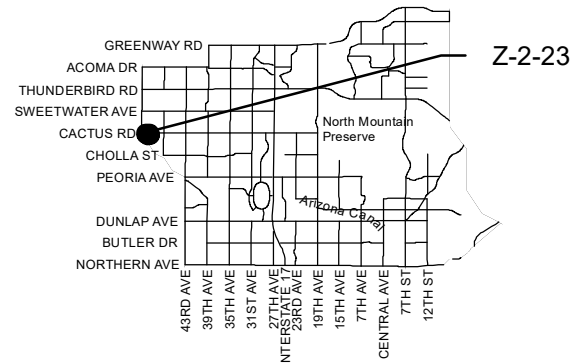 Z-2-23
GREENWAY RD
ACOMA DR
THUNDERBIRD RD
SWEETWATER AVE
CACTUS RD
CHOLLA ST
PEORIA AVE
DUNLAP AVE
BUTLER DR
NORTHERN AVE
North Mountain
Preserve
Arizona Canal
43RD AVE
39TH AVE
35TH AVE
31ST AVE
27TH AVE
INTERSTATE 17
23RD AVE
19TH AVE
15TH AVE
7TH AVE
CENTRAL AVE
7TH ST
12TH ST